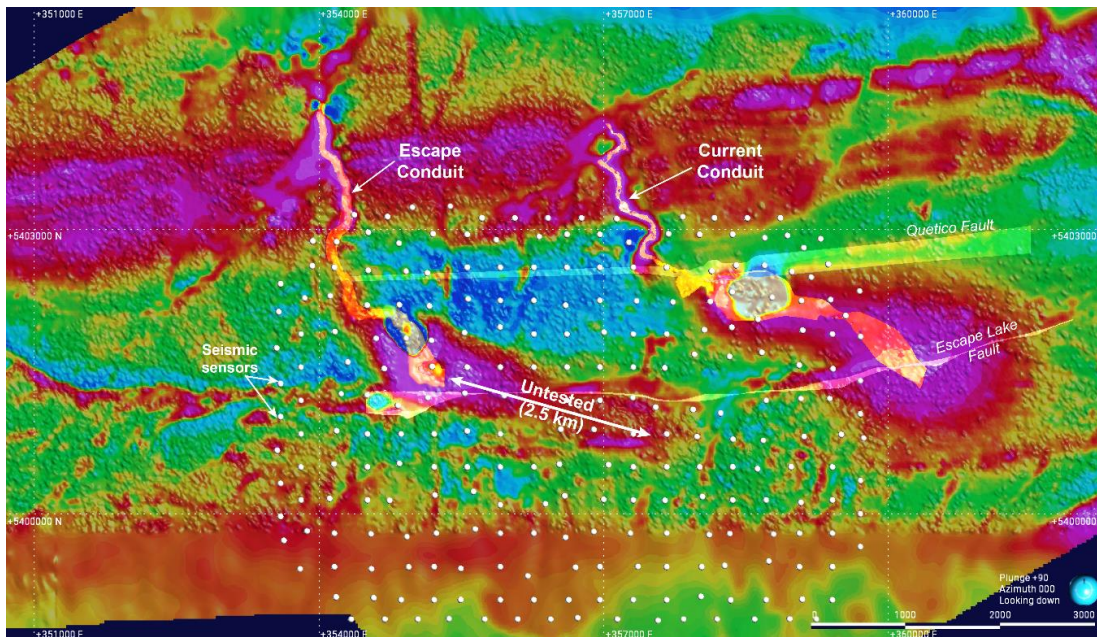 +351000 E
+354000 E
+357000 E
+360000 E
Escape
Conduit
Current
Conduit
+5403000 N
+5403000 N
Quetico Fault
Seismic
sensors
Escape Lake
Fault
Untested
(2.5 km)
+5400000 N
+5400000 N
Plunge +90
Azimuth 000
Looking down
0
1000
2000
3000
+351000 E
+354000 E
+357000 E
+360000 E